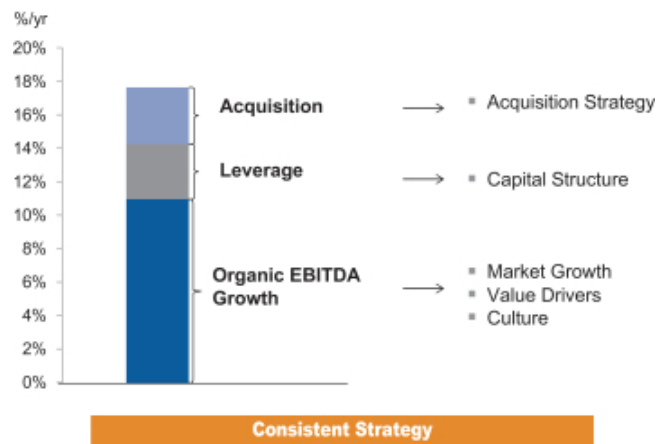 %/yr
20%
18%
16%
14%
12%
10%
8%
6%
4%
2%
0%
Acquisition
Leverage
Organic EBITDA
Growth
▪ Acquisition Strategy
▪ Capital Structure
▪ Market Growth
▪ Value Drivers
▪ Culture
Consistent Strategy